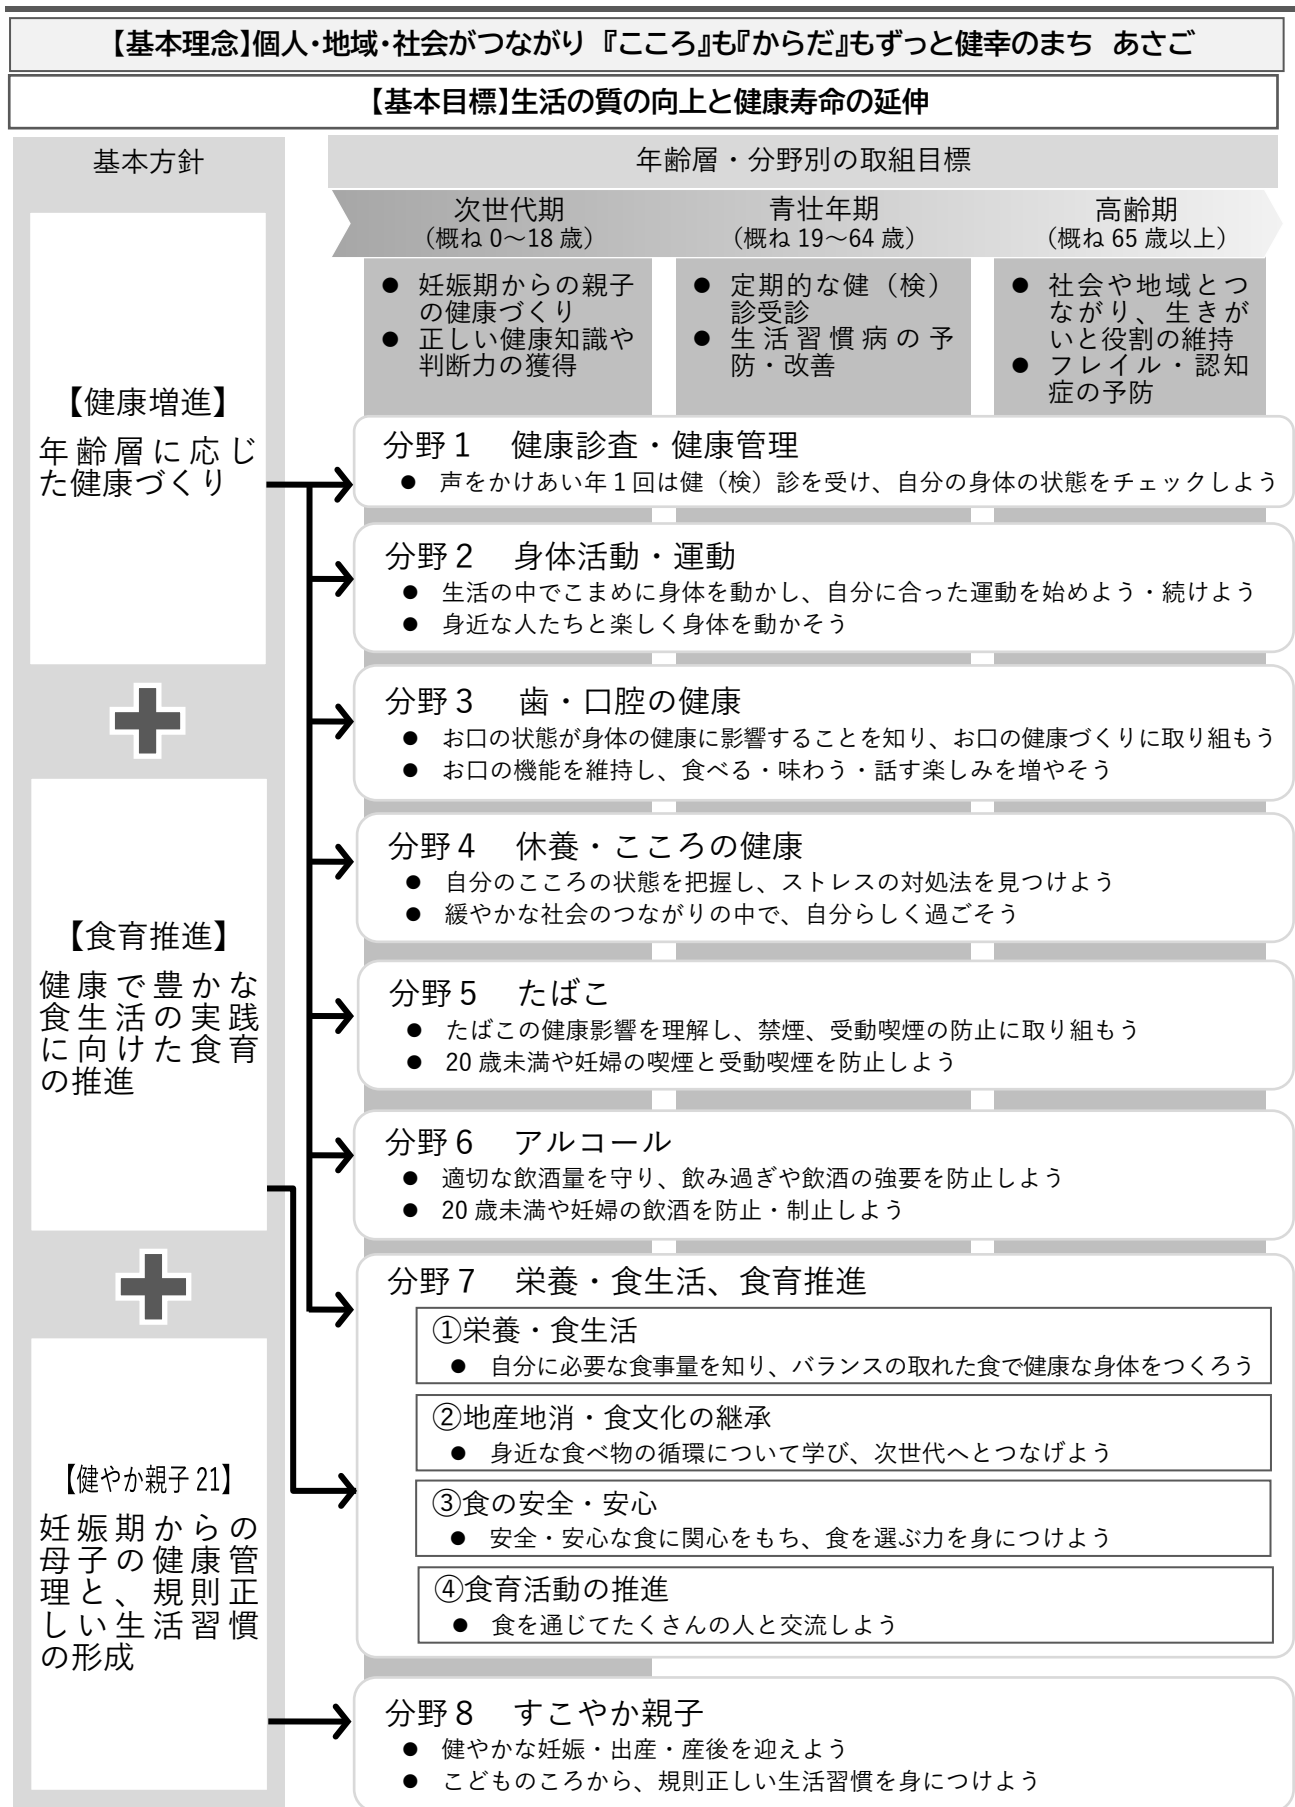 【基本理念】個人・地域・社会がつながり 『こころ』も『からだ』もずっと健幸のまち あさご
【基本目標】生活の質の向上と健康寿命の延伸
基本方針
【健康増進】
年齢層に応じ
た健康づくり
【食育推進】
健康で豊かな
食生活の実践
に向けた食育
の推進
【健やか親子 21】
妊娠期からの
母子の健康管
理と、規則正
しい生活習慣
の形成
年齢層・分野別の取組目標
次世代期
(概ね 0～18 歳)
青壮年期
(概ね 19～64 歳)
高齢期
(概ね 65 歳以上)
● 妊娠期からの親子
の健康づくり
● 正しい健康知識や
判断力の獲得
● 定期的な健（検）
診受診
● 生活習慣病の予
防・改善
● 社会や地域とつ
ながり、生きが
いと役割の維持
● フレイル・認知
症の予防
分野１ 健康診査・健康管理
● 声をかけあい年１回は健（検）診を受け、自分の身体の状態をチェックしよう
分野２ 身体活動・運動
● 生活の中でこまめに身体を動かし、自分に合った運動を始めよう・続けよう
● 身近な人たちと楽しく身体を動かそう
分野３ 歯・口腔の健康
● お口の状態が身体の健康に影響することを知り、お口の健康づくりに取り組もう
● お口の機能を維持し、食べる・味わう・話す楽しみを増やそう
分野４ 休養・こころの健康
● 自分のこころの状態を把握し、ストレスの対処法を見つけよう
● 緩やかな社会のつながりの中で、自分らしく過ごそう
分野５ たばこ
● たばこの健康影響を理解し、禁煙、受動喫煙の防止に取り組もう
● 20 歳未満や妊婦の喫煙と受動喫煙を防止しよう
分野６ アルコール
● 適切な飲酒量を守り、飲み過ぎや飲酒の強要を防止しよう
● 20 歳未満や妊婦の飲酒を防止・制止しよう
分野７ 栄養・食生活、食育推進
①栄養・食生活
● 自分に必要な食事量を知り、バランスの取れた食で健康な身体をつくろう
②地産地消・食文化の継承
● 身近な食べ物の循環について学び、次世代へとつなげよう
③食の安全・安心
● 安全・安心な食に関心をもち、食を選ぶ力を身につけよう
④食育活動の推進
● 食を通じてたくさんの人と交流しよう
分野８ すこやか親子
● 健やかな妊娠・出産・産後を迎えよう
● こどものころから、規則正しい生活習慣を身につけよう